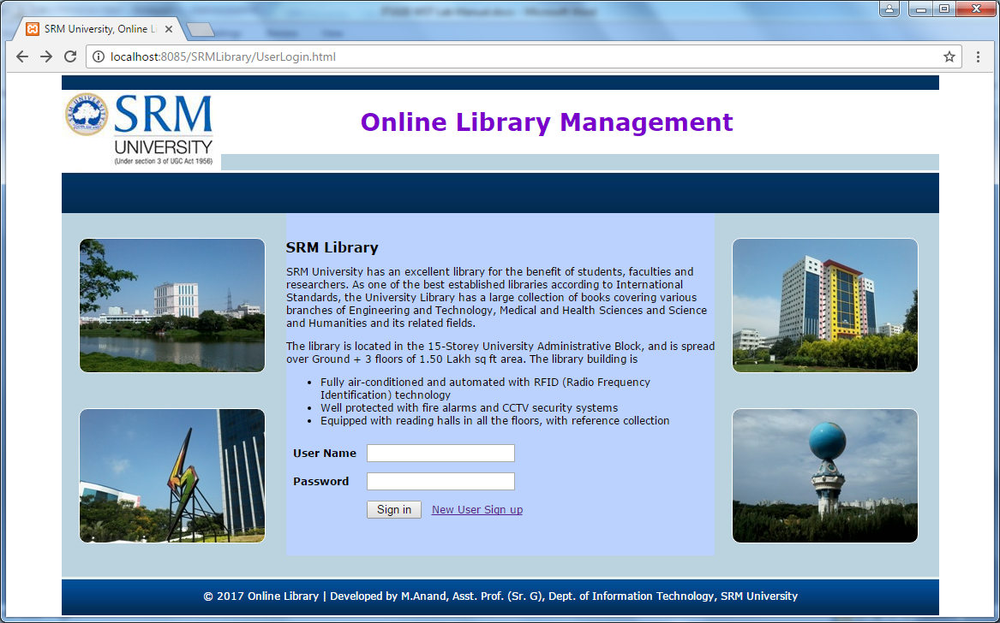 SRM University, Online Li
localhost:8085/SRMLibrary/UserLogin.html
SRM UNIVERSITY
SRM
UNIVERSITY
(Under section 3 of UGC Act 1956)
Online Library Management
SRM Library
SRM University has an excellent library for the benefit of students, faculties and
researchers. As one of the best established libraries according to International
Standards, the University Library has a large collection of books covering various
branches of Engineering and Technology, Medical and Health Sciences and Science
and Humanities and its related fields.
The library is located in the 15-Storey University Administrative Block, and is spread
over Ground + 3 floors of 1.50 Lakh sq ft area. The library building is
• Fully air-conditioned and automated with RFID (Radio Frequency
Identification) technology
• Well protected with fire alarms and CCTV security systems
• Equipped with reading halls in all the floors, with reference collection
User Name
Password
Sign in New User Sign up
© 2017 Online Library | Developed by M.Anand, Asst. Prof. (Sr. G), Dept. of Information Technology, SRM University